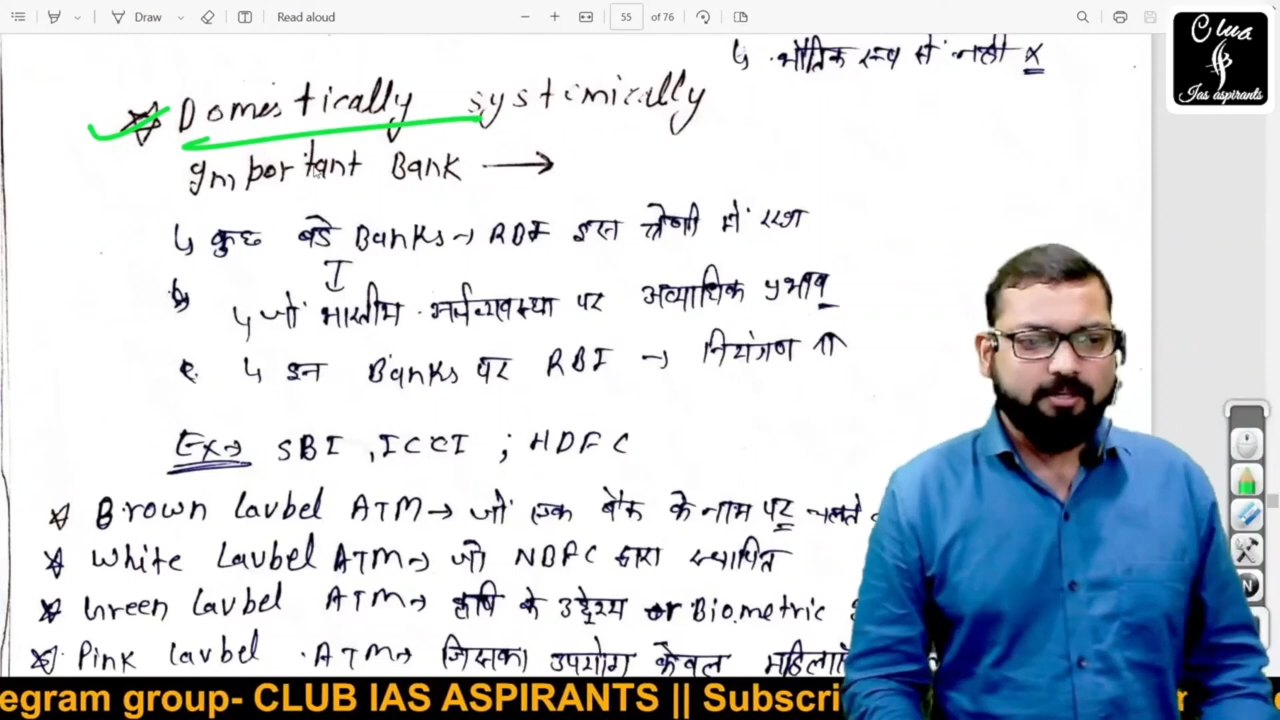 Draw
Read aloud
55
of 76
Club
Ias aspirants
↳ भौतिक रूप से नहीं x
Domestically systemically
Important Bank →
↳ कुछ बड़े Banks → RBI इस श्रेणी में रखा
↳ जो भारतीय अर्थव्यवस्था पर अत्याधिक प्रभाव
↳ इन Banks पर RBI → नियंत्रण ⇑
Ex→ SBI , ICCI ; HDFC
Brown Lavbel ATM → जो एक बैंक के नाम पर चलते
White Lavbel ATM → जो NBFC द्वारा स्थापित
Green Lavbel ATM → कृषि के उद्देश्य or Biometric
Pink lavbel . ATM → जिसका उपयोग केवल
egram group- CLUB IAS ASPIRANTS || Subscri